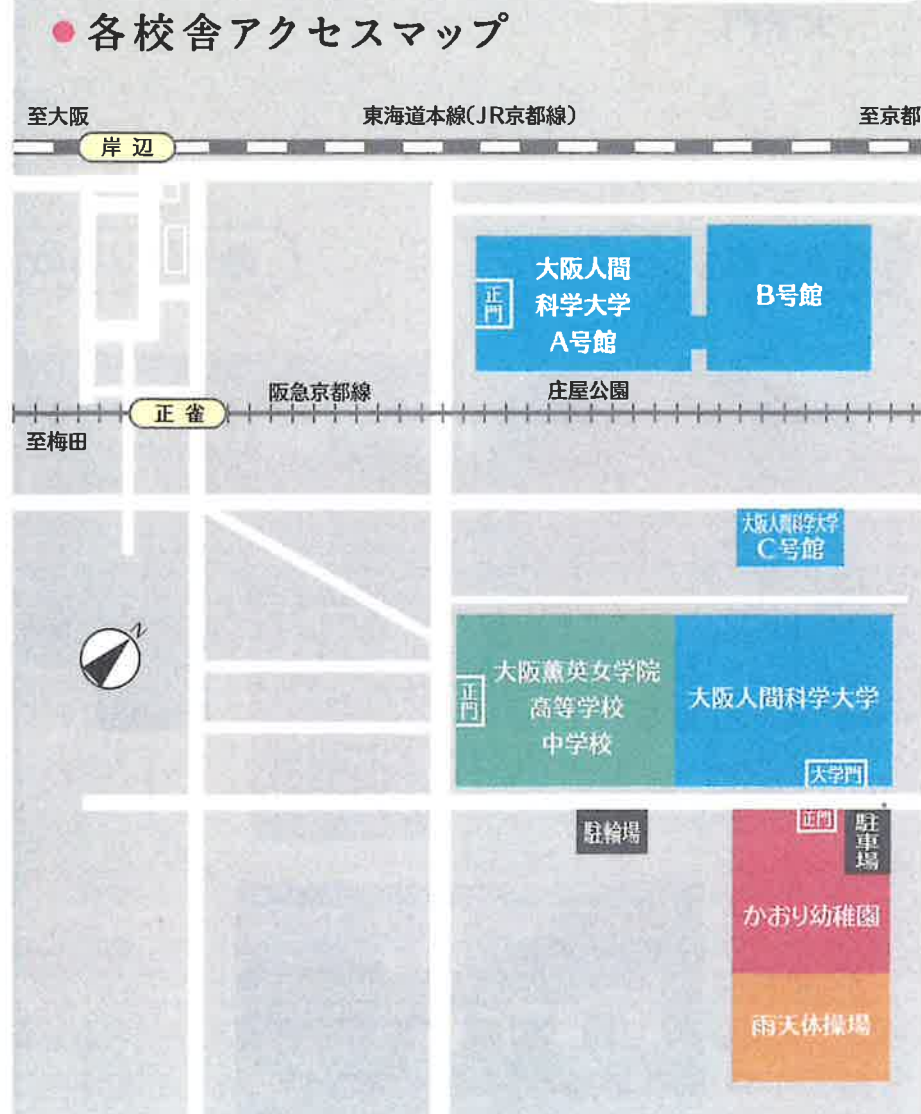 各校舎アクセスマップ
至大阪
東海道本線(JR京都線)
至京都
岸辺
正門
大阪人間
科学大学
A号館
B号館
阪急京都線
庄屋公園
正雀
至梅田
大阪人間科学大学
C号館
N
正門
大阪薫英女学院
高等学校
中学校
大阪人間科学大学
大学門
駐輪場
正門
駐車場
かおり幼稚園
雨天体操場